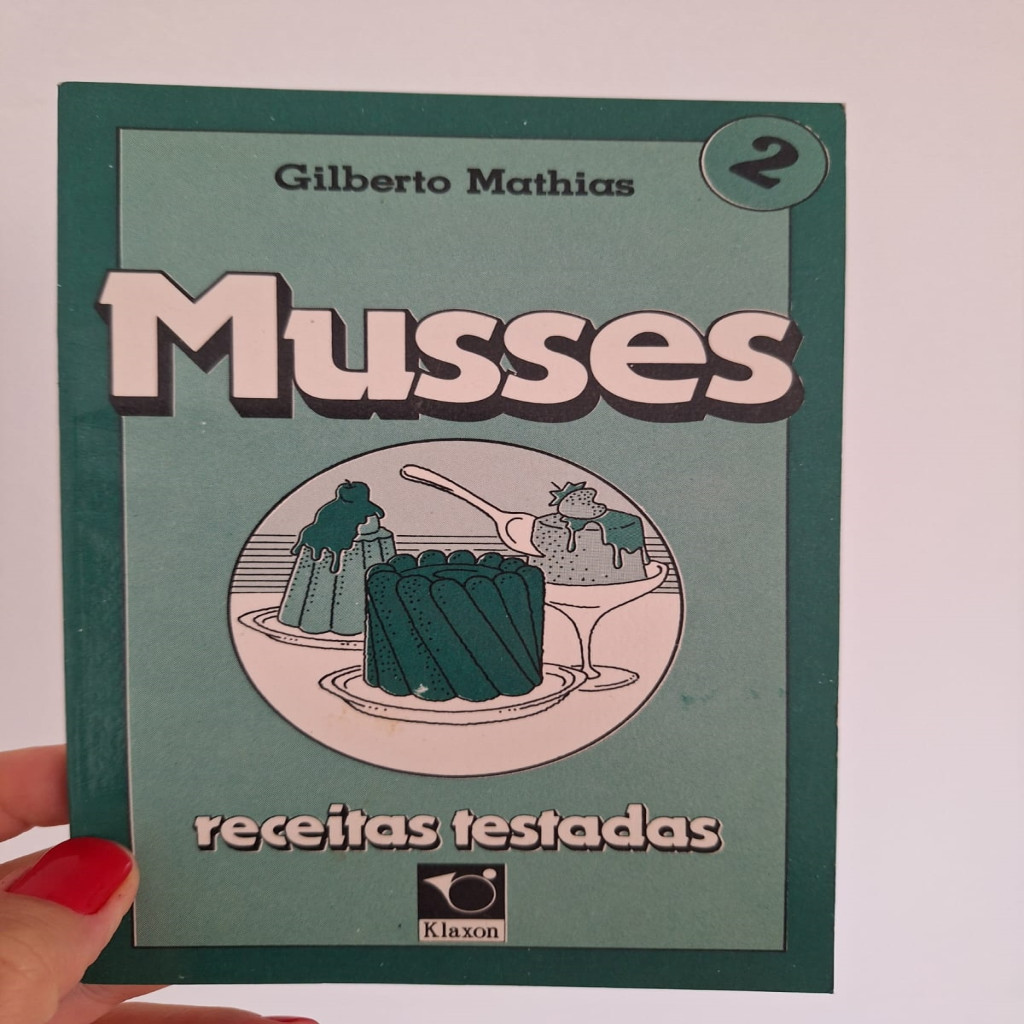 Gilberto Mathias
2
Musses
receitas testadas
Klaxon